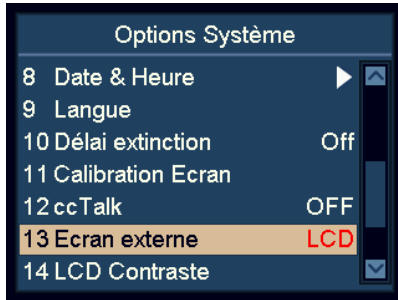 Options Système
8 Date & Heure
9 Langue
10 Délai extinction Off
11 Calibration Ecran
12 ccTalk OFF
13 Ecran externe LCD
14 LCD Contraste